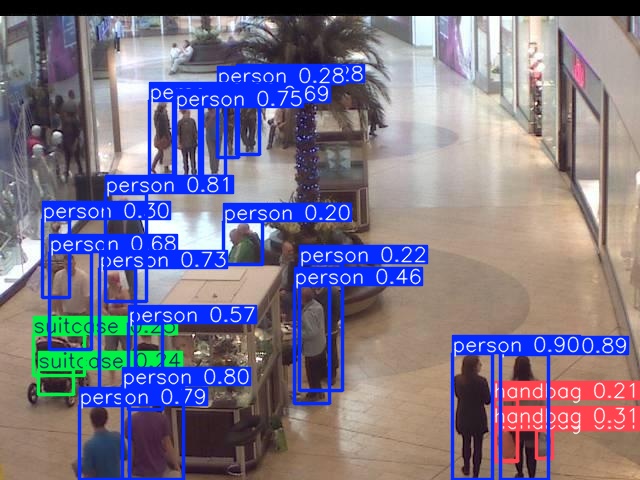 person 0.28
person 0.75
person 0.81
person 0.30
person 0.20
person 0.68
person 0.73
person 0.22
person 0.46
person 0.57
suitcase 0.25
suitcase 0.24
person 0.80
person 0.79
person 0.90
0.89
handbag 0.21
handbag 0.31